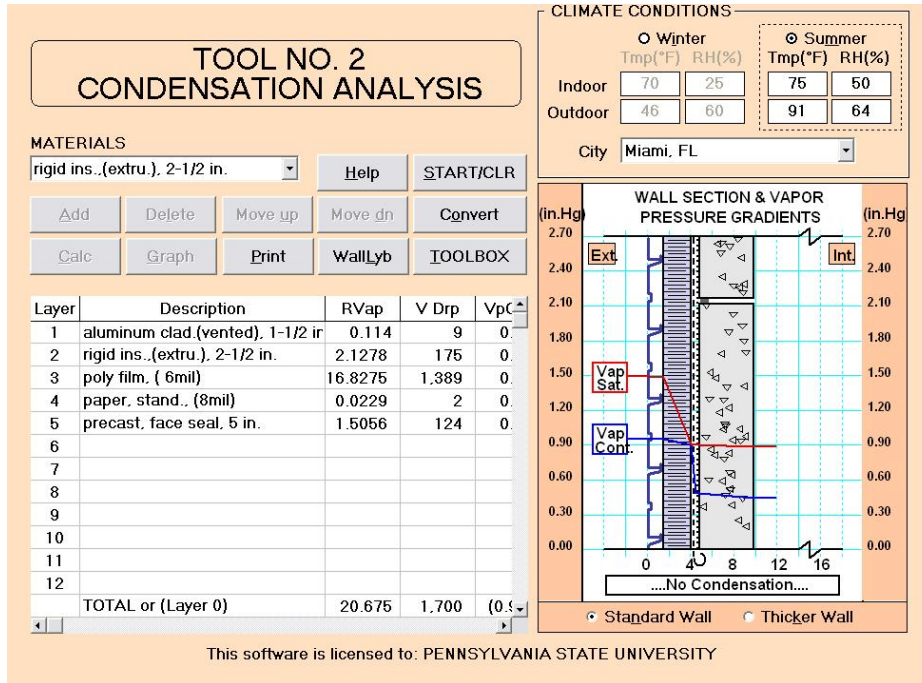 TOOL NO. 2
CONDENSATION ANALYSIS
MATERIALS
rigid ins.,(extru.), 2-1/2 in.
Help
START/CLR
Add
Delete
Move up
Move dn
Convert
Calc
Graph
Print
WallLyb
TOOLBOX
Layer Description RVap V Drp
1 aluminum clad.(vented), 1-1/2 in 0.114 9 0.
2 rigid ins.,(extru.), 2-1/2 in. 2.1278 175 0.
3 poly film, ( 6mil) 16.8275 1,389 0.
4 paper, stand., (8mil) 0.0229 2 0.
5 precast, face seal, 5 in. 1.5056 124 0.
6
7
8
9
10
11
12
TOTAL or (Layer 0) 20.675 1,700
CLIMATE CONDITIONS
Winter Summer
Tmp(°F) RH(%) Tmp(°F) RH(%)
Indoor 70 25 75 50
Outdoor 46 60 91 64
City Miami, FL
WALL SECTION & VAPOR
PRESSURE GRADIENTS
(in.Hg) (in.Hg)
2.70 2.70
Ext. Int.
2.40 2.40
2.10 2.10
1.80 1.80
1.50 Vap 1.50
Sat.
1.20 1.20
Vap
0.90 Cont. 0.90
0.60 0.60
0.30 0.30
0.00 0.00
0 4 8 12 16
....No Condensation....
Standard Wall Thicker Wall
This software is licensed to: PENNSYLVANIA STATE UNIVERSITY